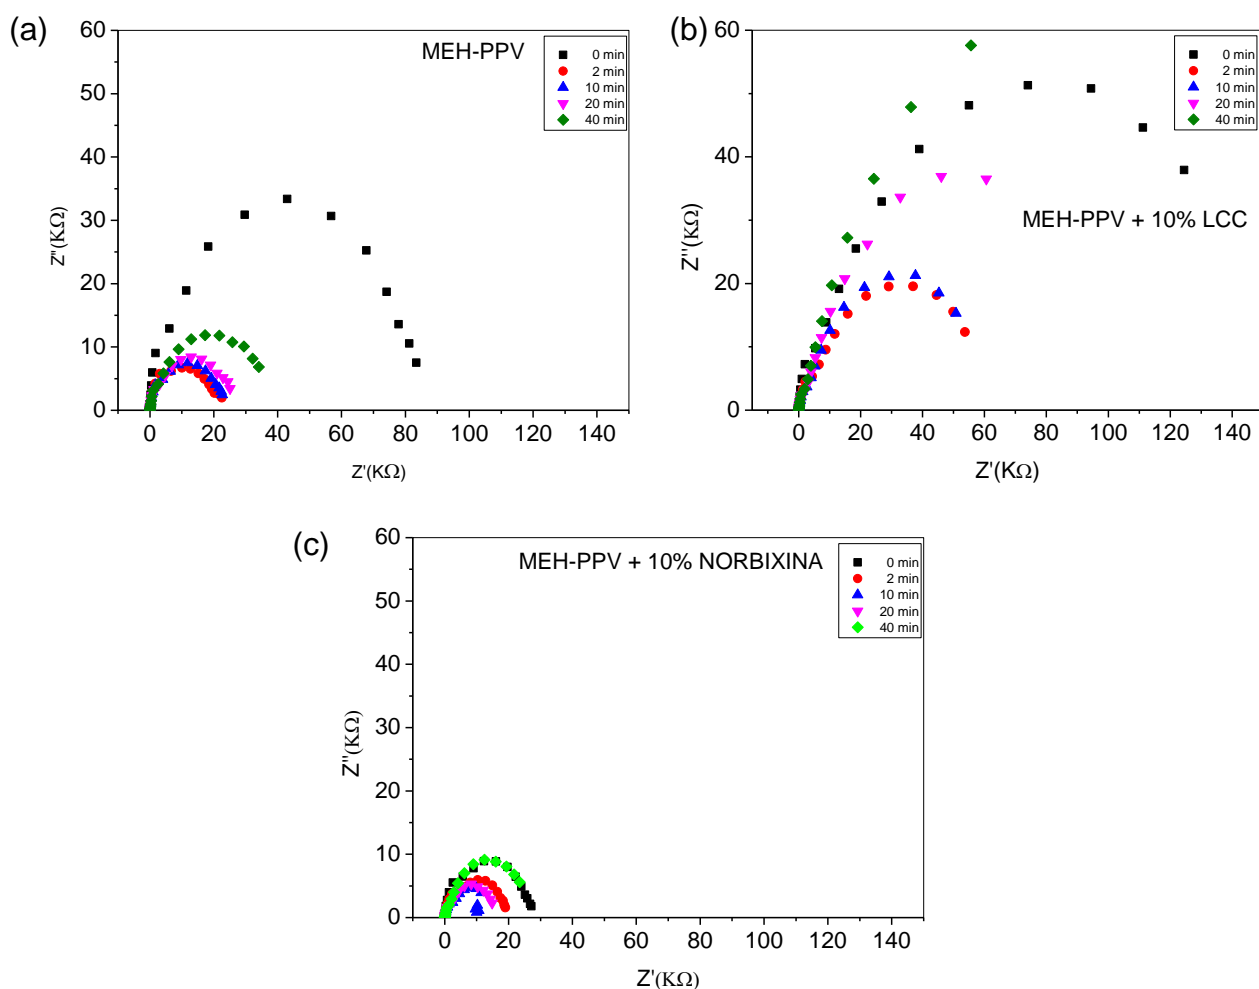 (a)
MEH-PPV
0 min
2 min
10 min
20 min
40 min
60
50
40
30
20
10
0
Z''(KΩ)
0 20 40 60 80 100 120 140
Z'(KΩ)
(b)
0 min
2 min
10 min
20 min
40 min
MEH-PPV + 10% LCC
60
40
20
0
Z''(KΩ)
0 20 40 60 80 100 120 140
Z'(KΩ)
(c)
MEH-PPV + 10% NORBIXINA
0 min
2 min
10 min
20 min
40 min
60
50
40
30
20
10
0
Z''(KΩ)
0 20 40 60 80 100 120 140
Z'(KΩ)